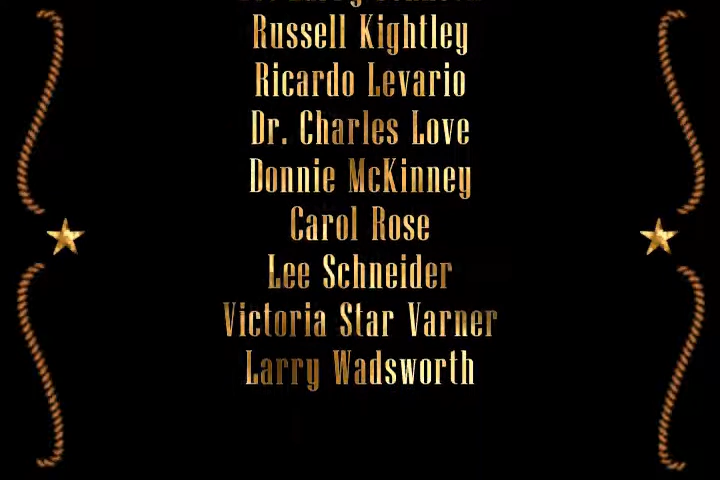 Russell Kightley
Ricardo Levario
Dr. Charles Love
Donnie McKinney
Carol Rose
Lee Schneider
Victoria Star Varner
Larry Wadsworth